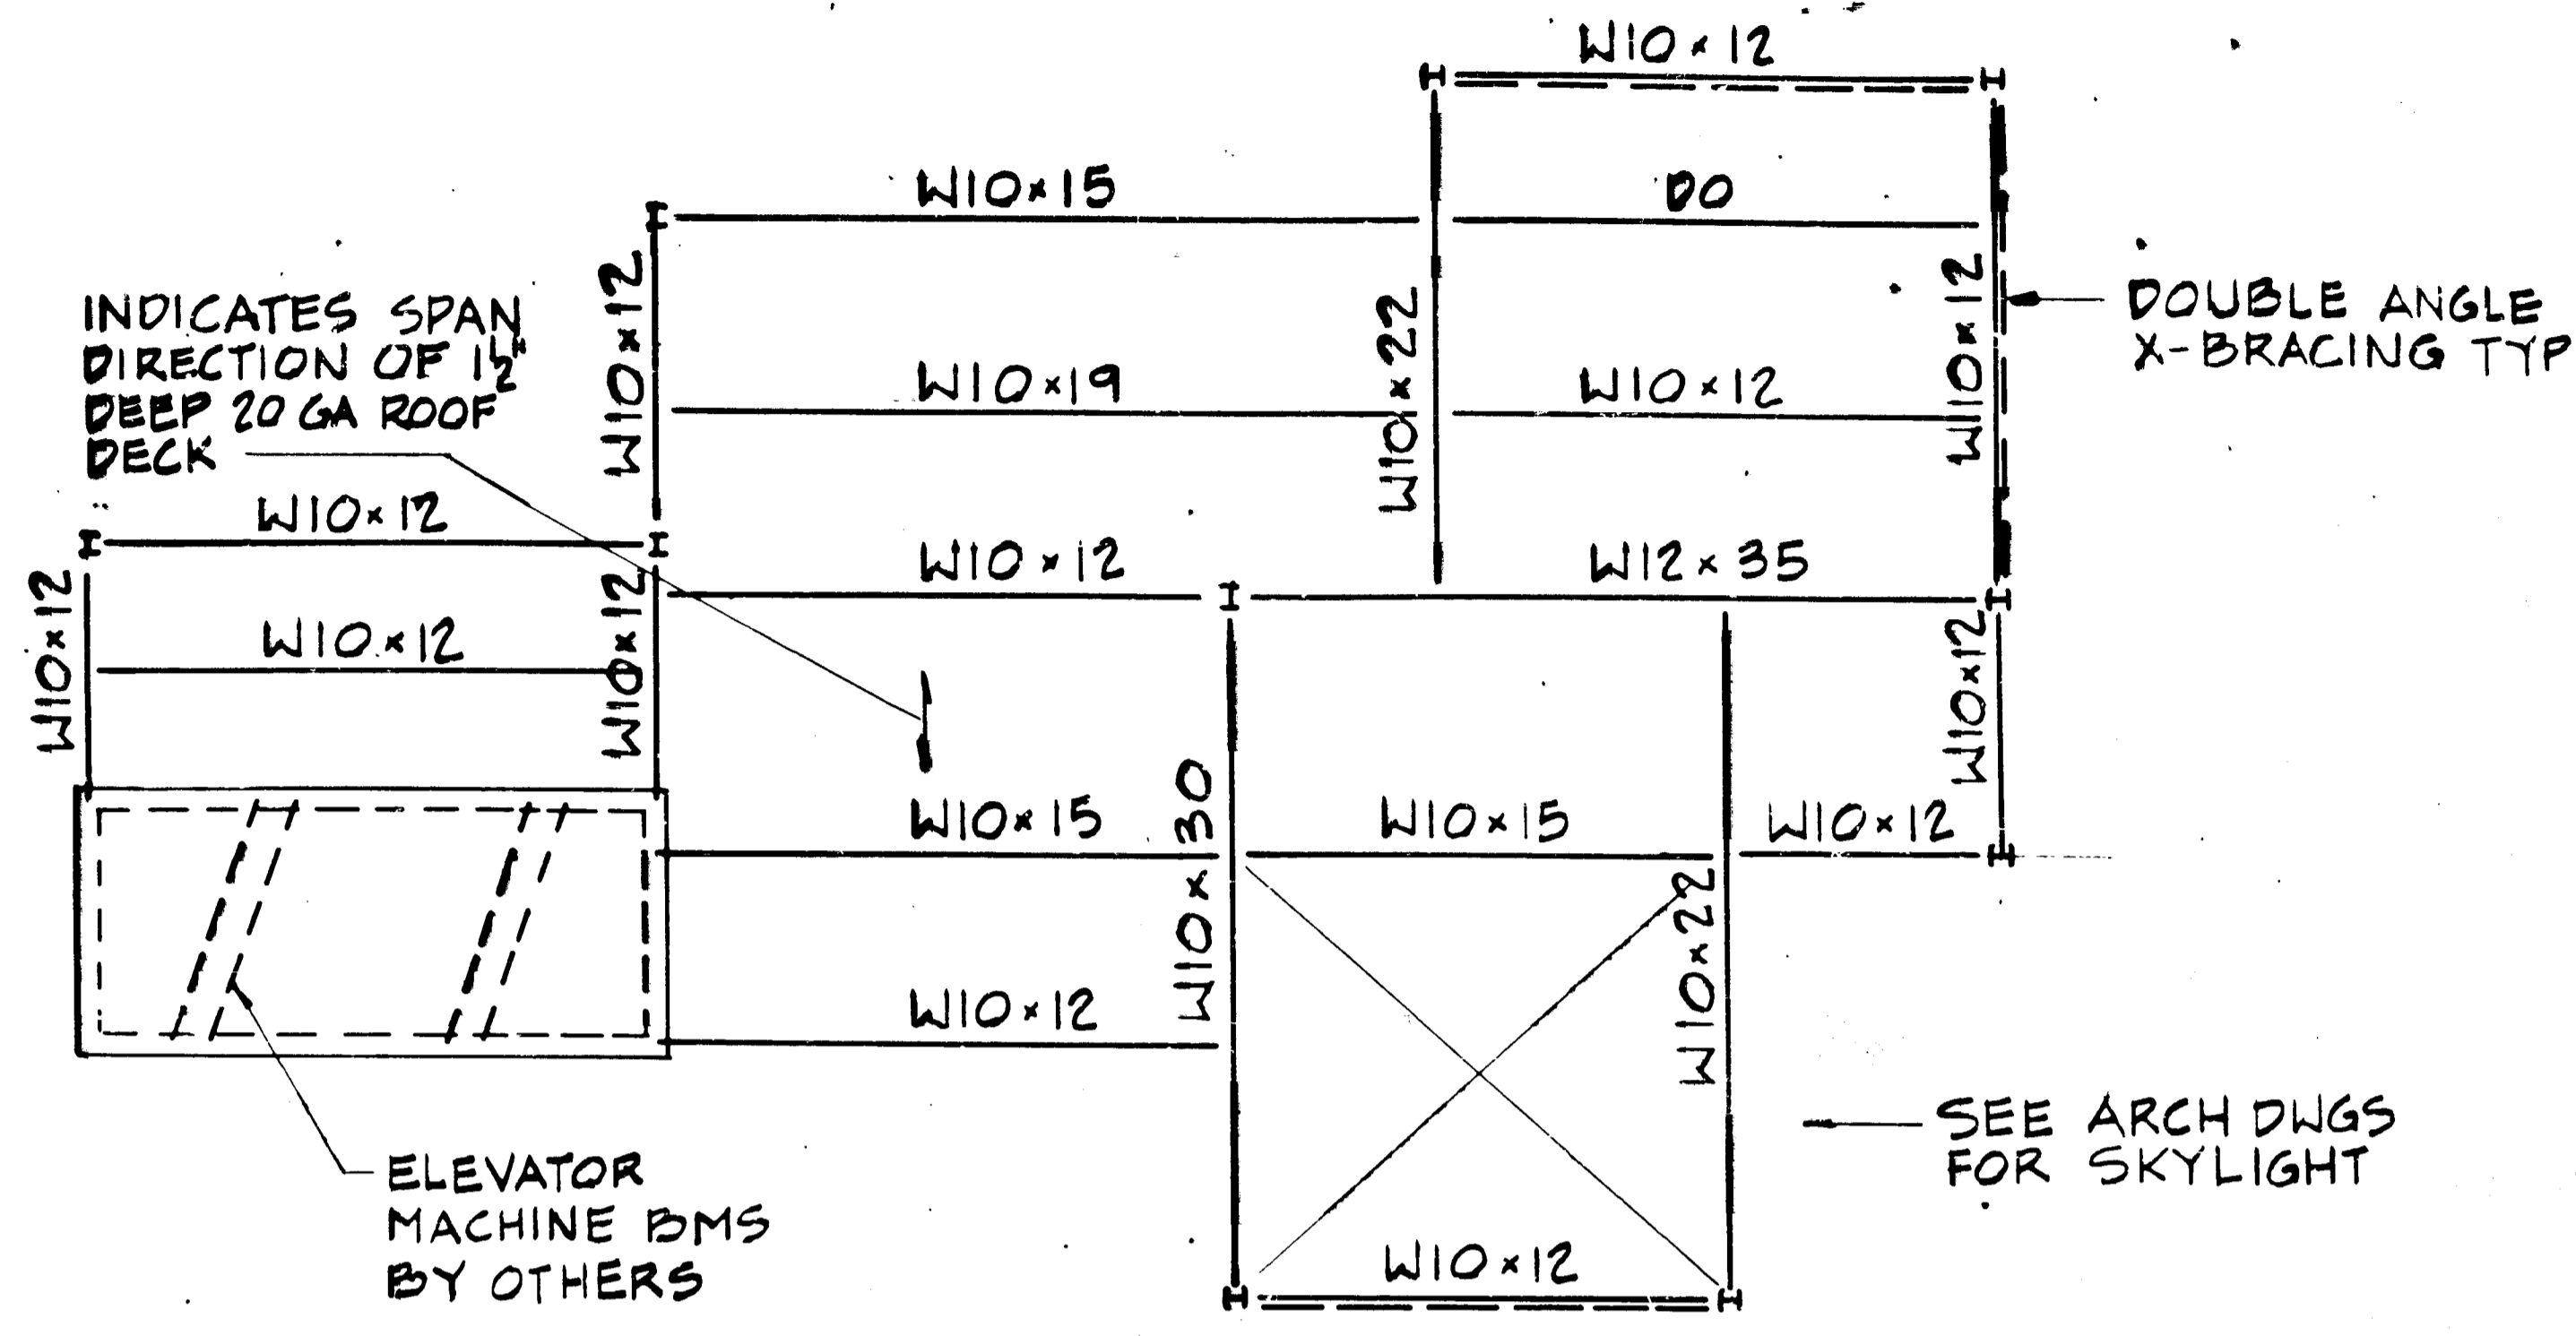 W10×12
W10×15
DO
W10×12
W10×12
INDICATES SPAN
DIRECTION OF 1½"
DEEP 20 GA ROOF
DECK
DOUBLE ANGLE
X-BRACING TYP
W10×22
W10×19
W10×12
W10×12
W10×12
W12×35
W10×12
W10×12
W10×12
W10×12
W10×12
W10×15
W10×30
W10×15
W10×12
W10×22
W10×12
SEE ARCH DWGS
FOR SKYLIGHT
ELEVATOR
MACHINE BMS
BY OTHERS
W10×12